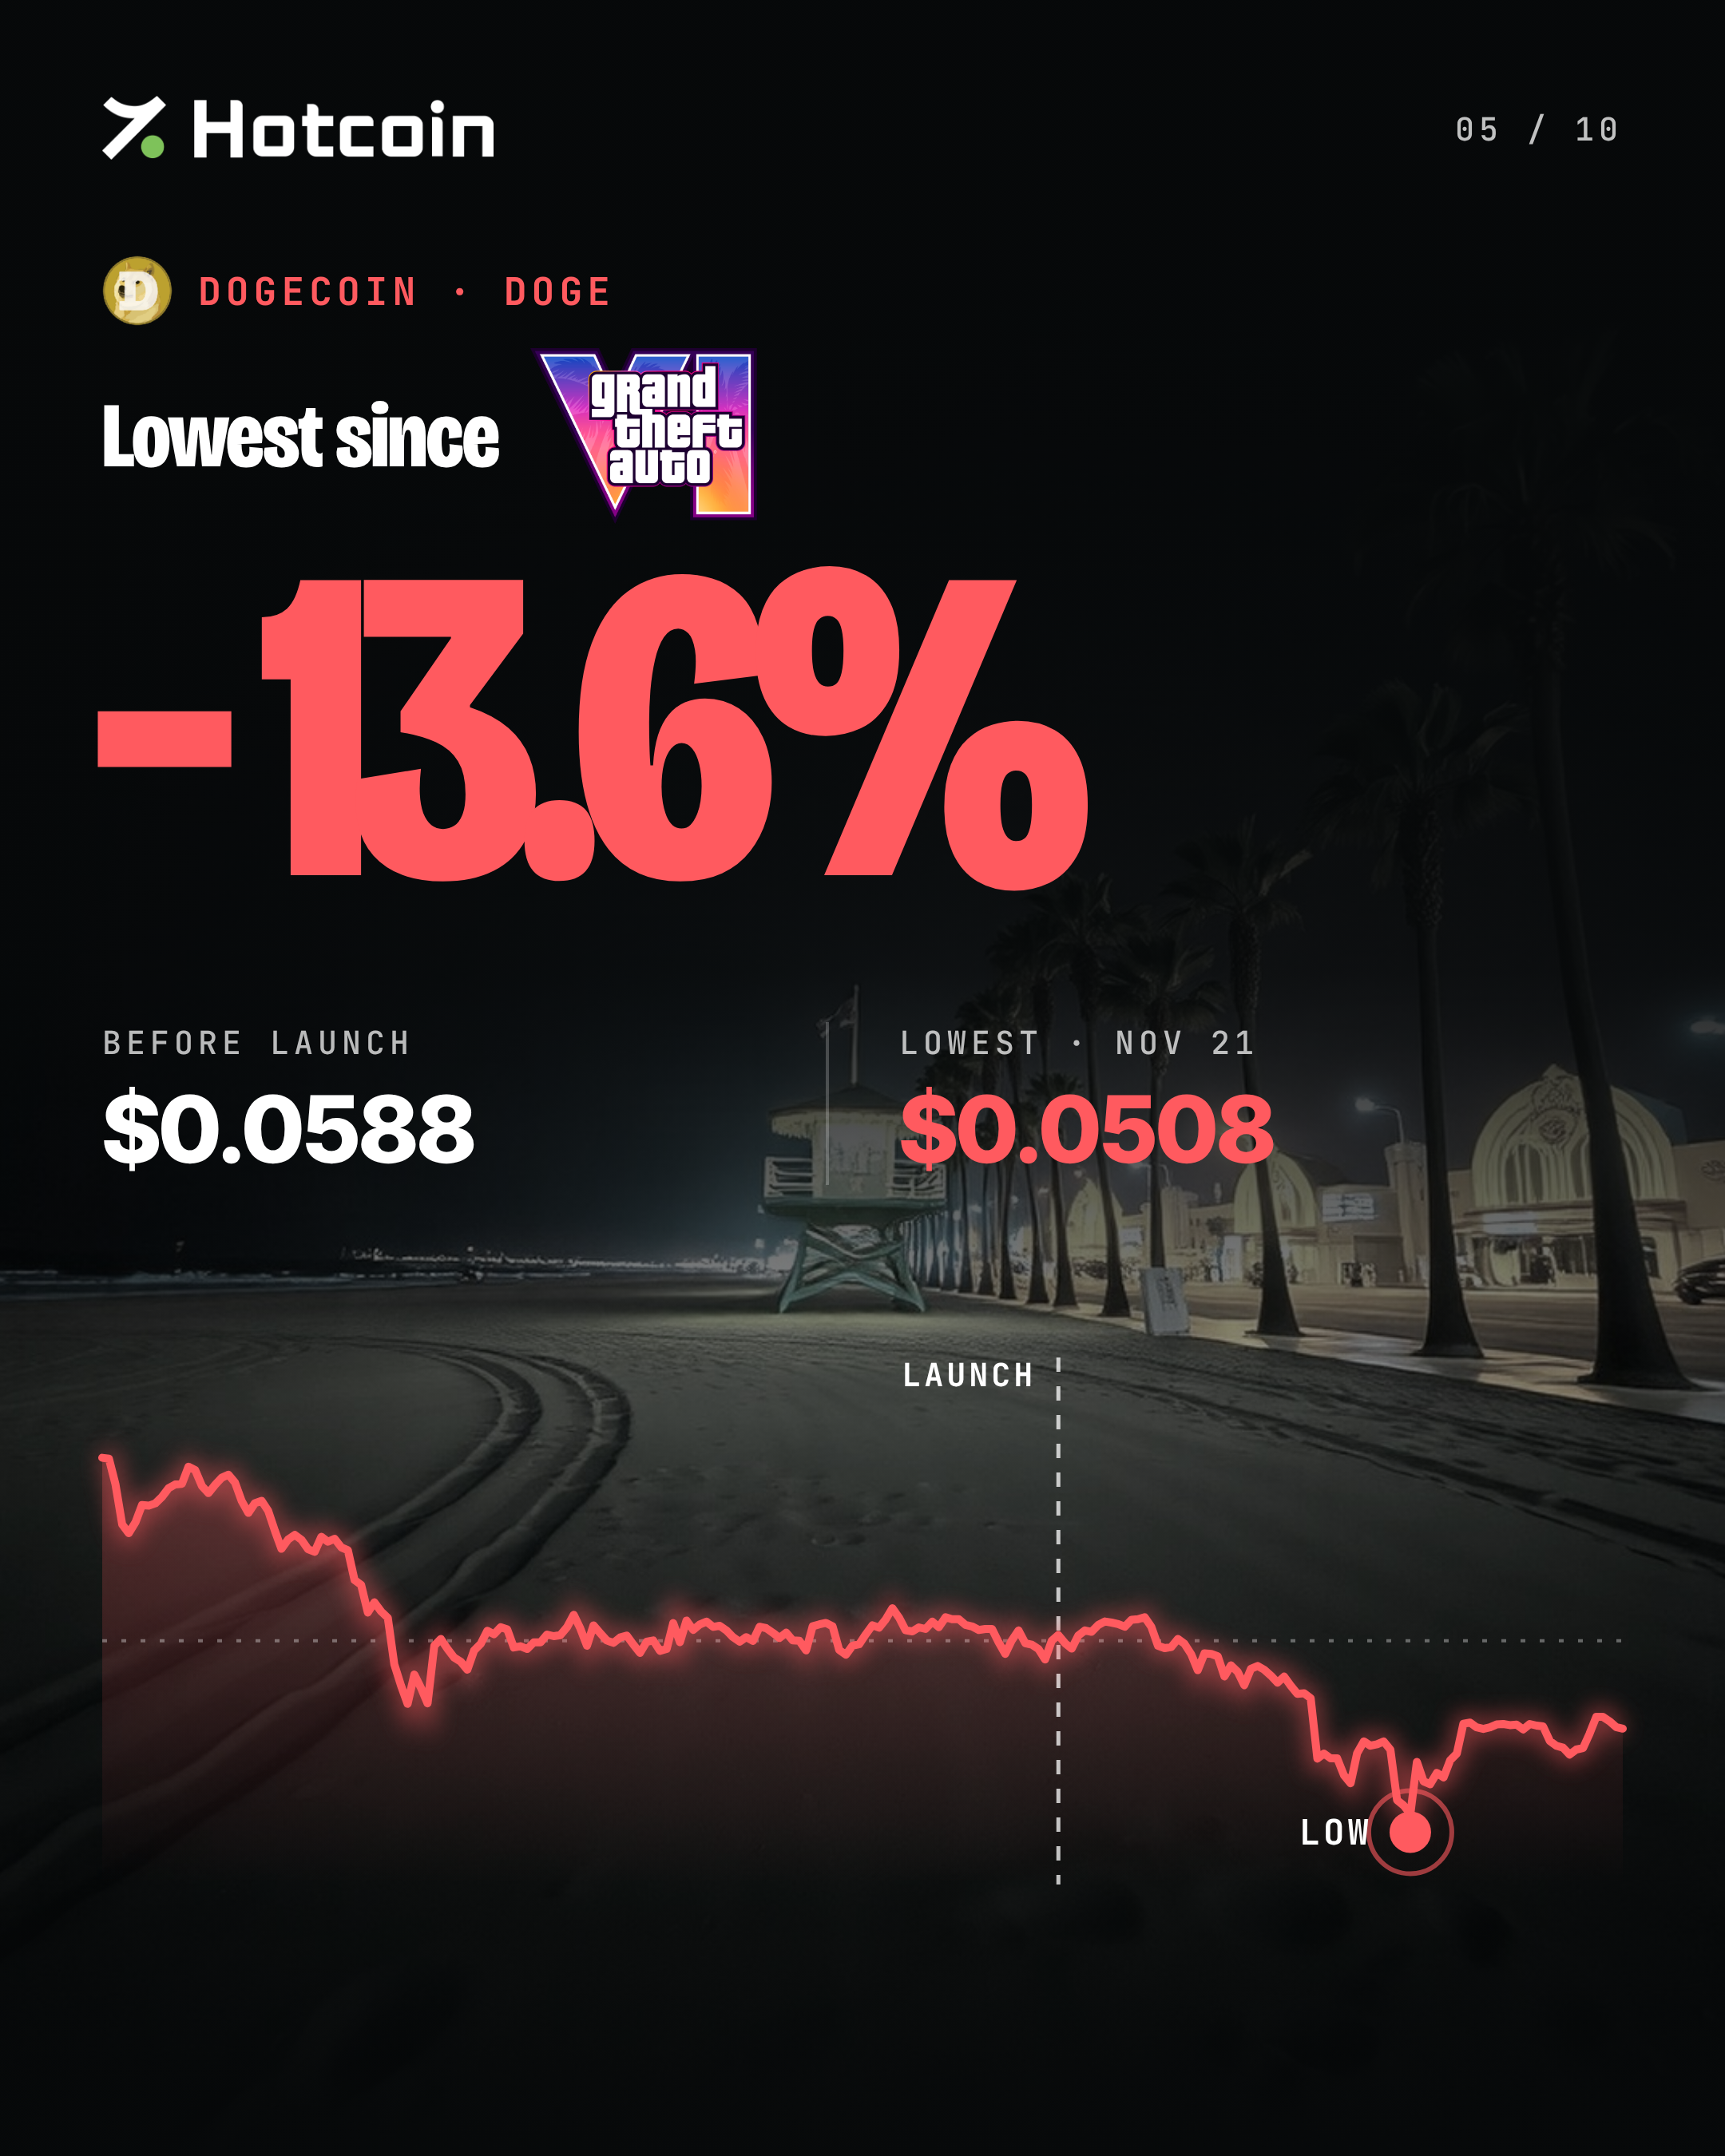 Hotcoin
05 / 10
DOGECOIN · DOGE
Lowest since
VI
grand
theft
auto
-13.6%
BEFORE LAUNCH
LOWEST · NOV 21
$0.0588
$0.0508
LAUNCH
LOW